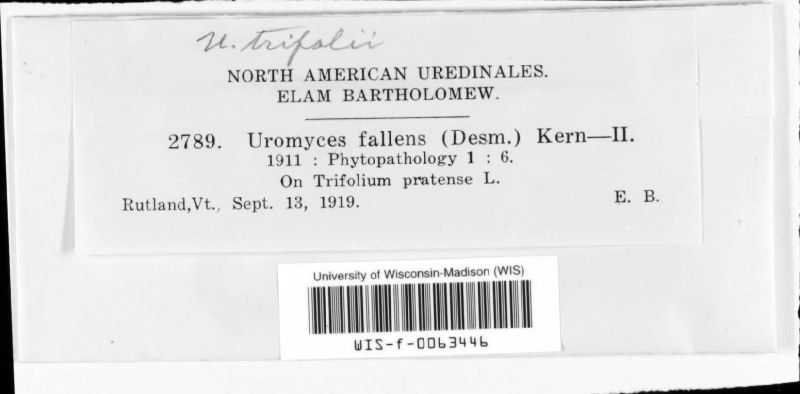 U. trifolii
NORTH AMERICAN UREDINALES.
ELAM BARTHOLOMEW.
2789. Uromyces fallens (Desm.) Kern—II.
1911 : Phytopathology 1 : 6.
On Trifolium pratense L.
Rutland,Vt., Sept. 13, 1919. E. B.
University of Wisconsin-Madison (WIS)
WIS-f-0063446